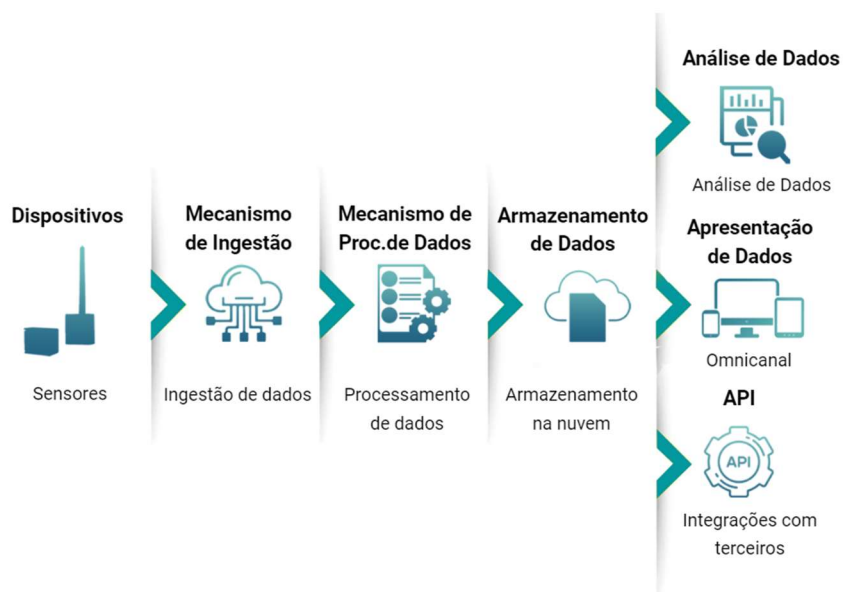 Dispositivos
Sensores
Mecanismo
de Ingestão
Ingestão de dados
Mecanismo de
Proc.de Dados
Processamento
de dados
Armazenamento
de Dados
Armazenamento
na nuvem
Análise de Dados
Análise de Dados
Apresentação
de Dados
Omnicanal
API
API
Integrações com
terceiros